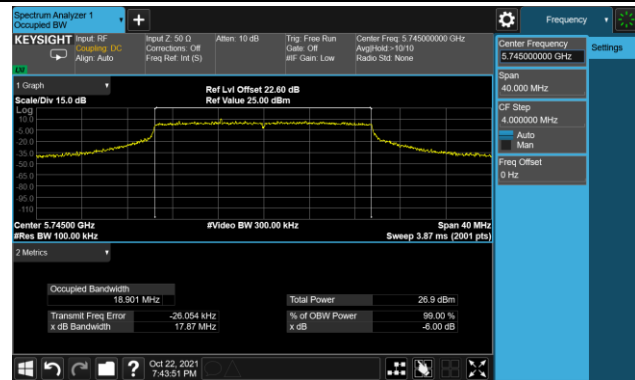 Spectrum Analyzer 1
Occupied BW
+
Frequency
KEYSIGHT Input: RF Input Z: 50 Ω Atten: 10 dB Trig: Free Run Center Freq: 5.745000000 GHz
Coupling: DC Corrections: Off Gate: Off Avg|Hold:>10/10
Align: Auto Freq Ref: Int (S) #IF Gain: Low Radio Std: None
Center Frequency
5.745000000 GHz
Settings
Span
40.000 MHz
CF Step
4.000000 MHz
Auto
Man
Freq Offset
0 Hz
1 Graph
Ref Lvl Offset 22.60 dB
Scale/Div 15.0 dB Ref Value 25.00 dBm
Log
10.0
-5.00
-20.0
-35.0
-50.0
-65.0
-80.0
-95.0
-110
Center 5.74500 GHz #Video BW 300.00 kHz Span 40 MHz
#Res BW 100.00 kHz Sweep 3.87 ms (2001 pts)
2 Metrics
Occupied Bandwidth
18.901 MHz Total Power 26.9 dBm
Transmit Freq Error -26.054 kHz % of OBW Power 99.00 %
x dB Bandwidth 17.87 MHz x dB -6.00 dB
? Oct 22, 2021
7:43:51 PM